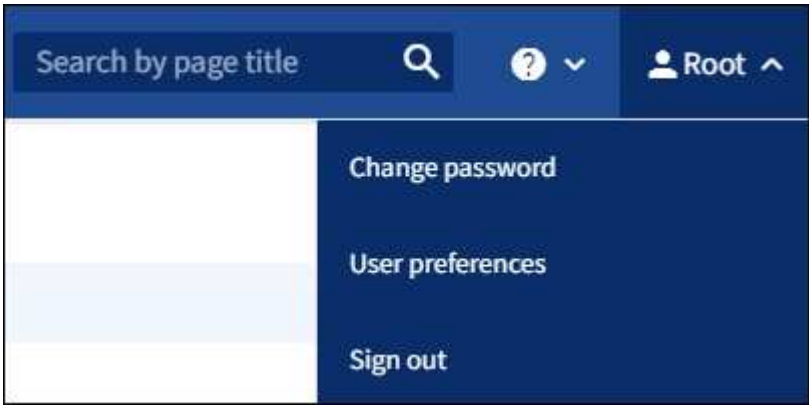 Search by page title
Root
Change password
User preferences
Sign out